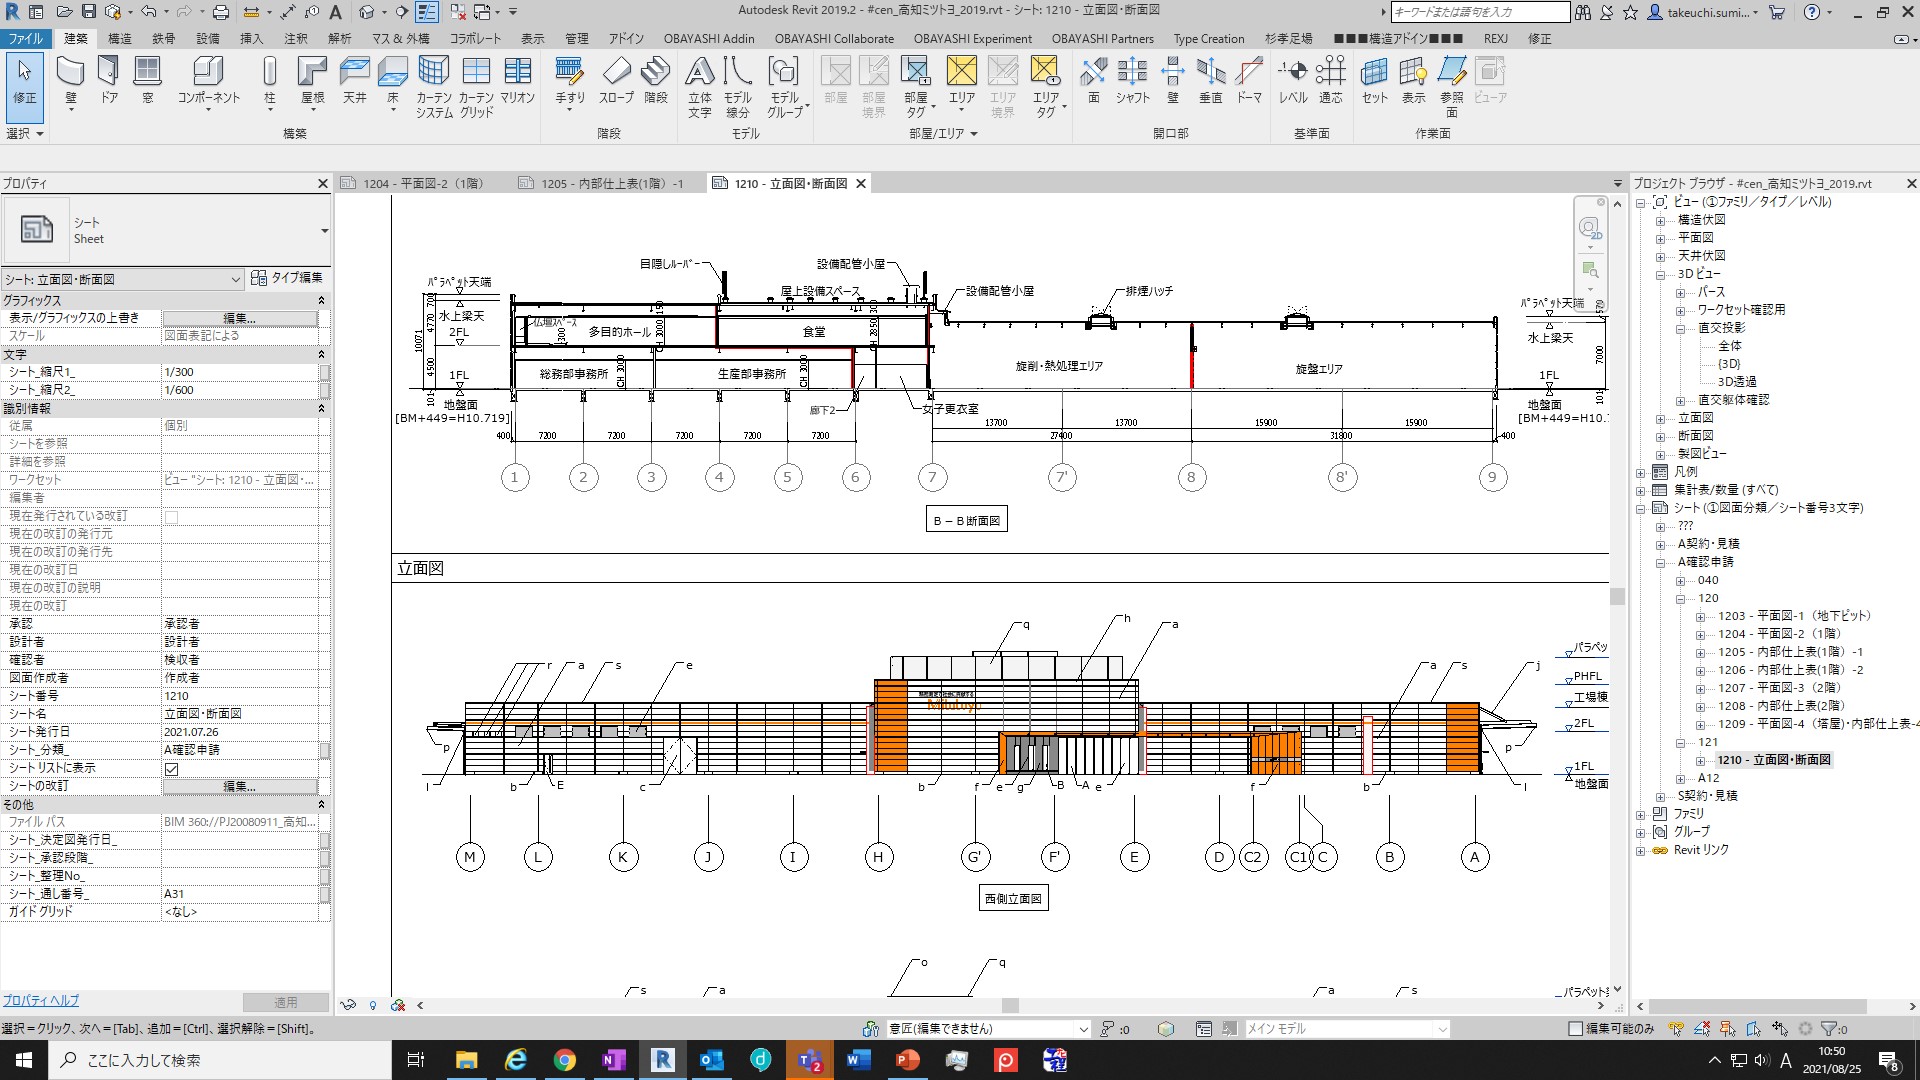 Autodesk Revit 2019.2 - #cen_高知ミツトヨ_2019.rvt - シート: 1210 - 立面図・断面図
キーワードまたは語句を入力
takeuchi.sumi...
ファイル 建築 構造 鉄骨 設備 挿入 注釈 解析 マス & 外構 コラボレート 表示 管理 アドイン OBAYASHI Addin OBAYASHI Collaborate OBAYASHI Experiment OBAYASHI Partners Type Creation 杉孝足場 ■■■構造アドイン■■■ REXJ 修正
修正 壁 ドア 窓 コンポーネント 柱 屋根 天井 床 カーテン システム カーテン グリッド マリオン 手すり スロープ 階段 立体 文字 モデル 線分 モデル グループ 部屋 部屋 境界 部屋 タグ エリア エリア 境界 エリア タグ 面 シャフト 壁 垂直 ドーマ レベル 通芯 セット 表示 参照 面 ビューア
選択 構築 階段 モデル 部屋/エリア 開口部 基準面 作業面
プロパティ
シート
Sheet
シート: 立面図・断面図 タイプ編集
グラフィックス
表示/グラフィックスの上書き 編集...
スケール 図面表記による
文字
シート_縮尺1_ 1/300
シート_縮尺2_ 1/600
識別情報
従属 個別
シートを参照
詳細を参照
ワークセット ビュー "シート: 1210 - 立面図・...
編集者
現在発行されている改訂
現在の改訂の発行元
現在の改訂の発行先
現在の改訂日
現在の改訂の説明
現在の改訂
承認 承認者
設計者 設計者
確認者 検収者
図面作成者 作成者
シート番号 1210
シート名 立面図・断面図
シート発行日 2021.07.26
シート_分類_ A確認申請
シート リストに表示
シートの改訂 編集...
その他
ファイル パス BIM 360://PJ20080911_高知...
シート_決定図発行日_
シート_承認段階_
シート_整理No_
シート_通し番号_ A31
ガイド グリッド <なし>
プロパティ ヘルプ 適用
1204 - 平面図-2（1階） 1205 - 内部仕上表(1階）-1 1210 - 立面図・断面図
目隠しルーバー 設備配管小屋
パラペット天端 屋上設備スペース 設備配管小屋 排煙ハッチ パラペット天端
水上梁天 仏壇スペース 多目的ホール 食堂 水上梁天
2FL
700 4770 10071 4500 101
CH 3000 150 CH 2850 CH 3000 CH 3000
総務部事務所 生産部事務所 旋削・熱処理エリア 旋盤エリア
1FL 1FL
7000
地盤面 廊下2 女子更衣室 地盤面
[BM+449=H10.719] [BM+449=H10.7
13700 13700 15900 15900
400 7200 7200 7200 7200 7200 27400 31800 400
1 2 3 4 5 6 7 7' 8 8' 9
B－B断面図
立面図
q h a
r a s e a s j
パラペッ
PHFL
工場棟
2FL
1FL
地盤面
Mitutoyo
p p
l b E c b f e g B A e f b l
M L K J I H G' F' E D C2 C1 C B A
西側立面図
o q
s a a s パラペット
プロジェクト ブラウザ - #cen_高知ミツトヨ_2019.rvt
ビュー (①ファミリ／タイプ／レベル)
構造伏図
平面図
天井伏図
3D ビュー
パース
ワークセット確認用
直交投影
全体
{3D}
3D透過
直交躯体確認
立面図
断面図
製図ビュー
凡例
集計表/数量 (すべて)
シート (①図面分類／シート番号3文字)
???
A契約・見積
A確認申請
040
120
1203 - 平面図-1（地下ピット）
1204 - 平面図-2（1階）
1205 - 内部仕上表(1階）-1
1206 - 内部仕上表(1階）-2
1207 - 平面図-3（2階）
1208 - 内部仕上表(2階）
1209 - 平面図-4（塔屋）・内部仕上表-4
121
1210 - 立面図・断面図
A12
S契約・見積
ファミリ
グループ
Revit リンク
選択＝クリック、次へ＝[Tab]、追加＝[Ctrl]、選択解除＝[Shift]。 意匠(編集できません) :0 メイン モデル 編集可能のみ :0
ここに入力して検索
2
A
10:50
2021/08/25
8